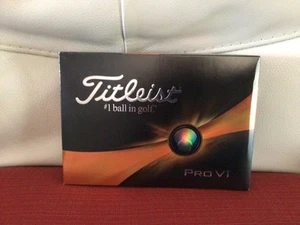 Titleist
#1 ball in golf.
PRO V1